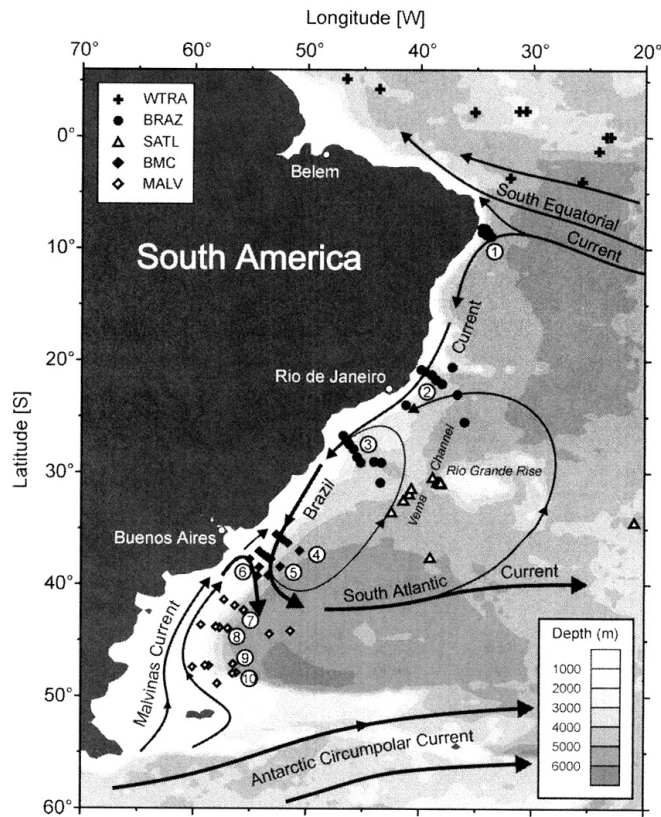 Longitude [W]
60° 50° 40° 30° 20°
WTRA
BRAZ
SATL
BMC
MALV
0°
Belem
South Equatorial
Current
10°
1
South America
Current
20°
Rio de Janeiro
2
Latitude [S]
3
Channel
Rio Grande Rise
30°
Vema
Brazil
Buenos Aires
4
6
5
40°
South Atlantic
Current
7
8
Malvinas Current
9
10
50°
Depth (m)
1000
2000
3000
4000
5000
6000
Antarctic Circumpolar Current
60°